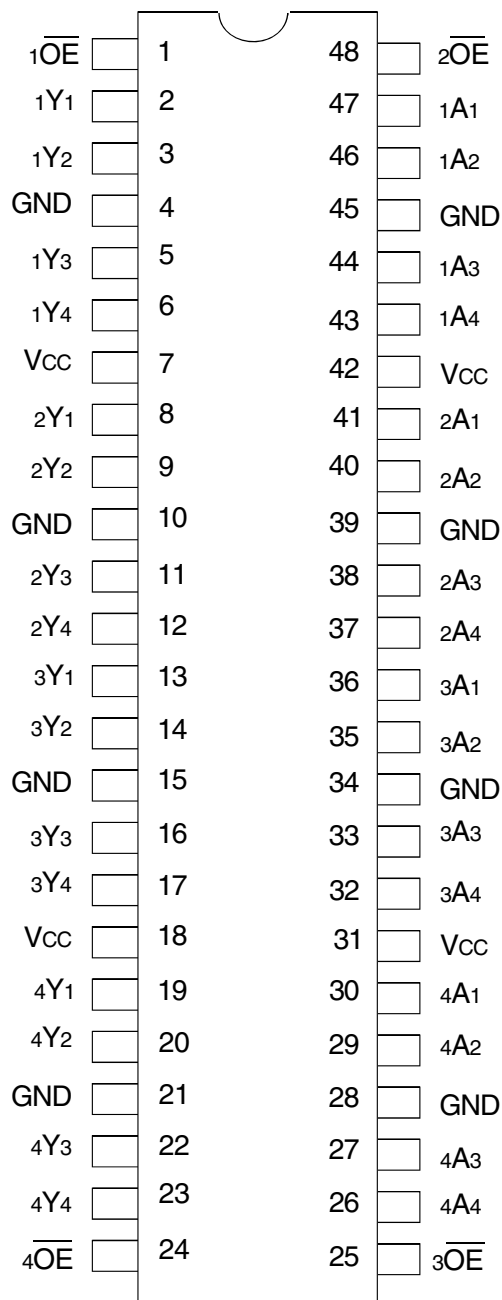 1OE 1 48 2OE
1Y1 2 47 1A1
1Y2 3 46 1A2
GND 4 45 GND
1Y3 5 44 1A3
1Y4 6 43 1A4
VCC 7 42 VCC
2Y1 8 41 2A1
2Y2 9 40 2A2
GND 10 39 GND
2Y3 11 38 2A3
2Y4 12 37 2A4
3Y1 13 36 3A1
3Y2 14 35 3A2
GND 15 34 GND
3Y3 16 33 3A3
3Y4 17 32 3A4
VCC 18 31 VCC
4Y1 19 30 4A1
4Y2 20 29 4A2
GND 21 28 GND
4Y3 22 27 4A3
4Y4 23 26 4A4
4OE 24 25 3OE